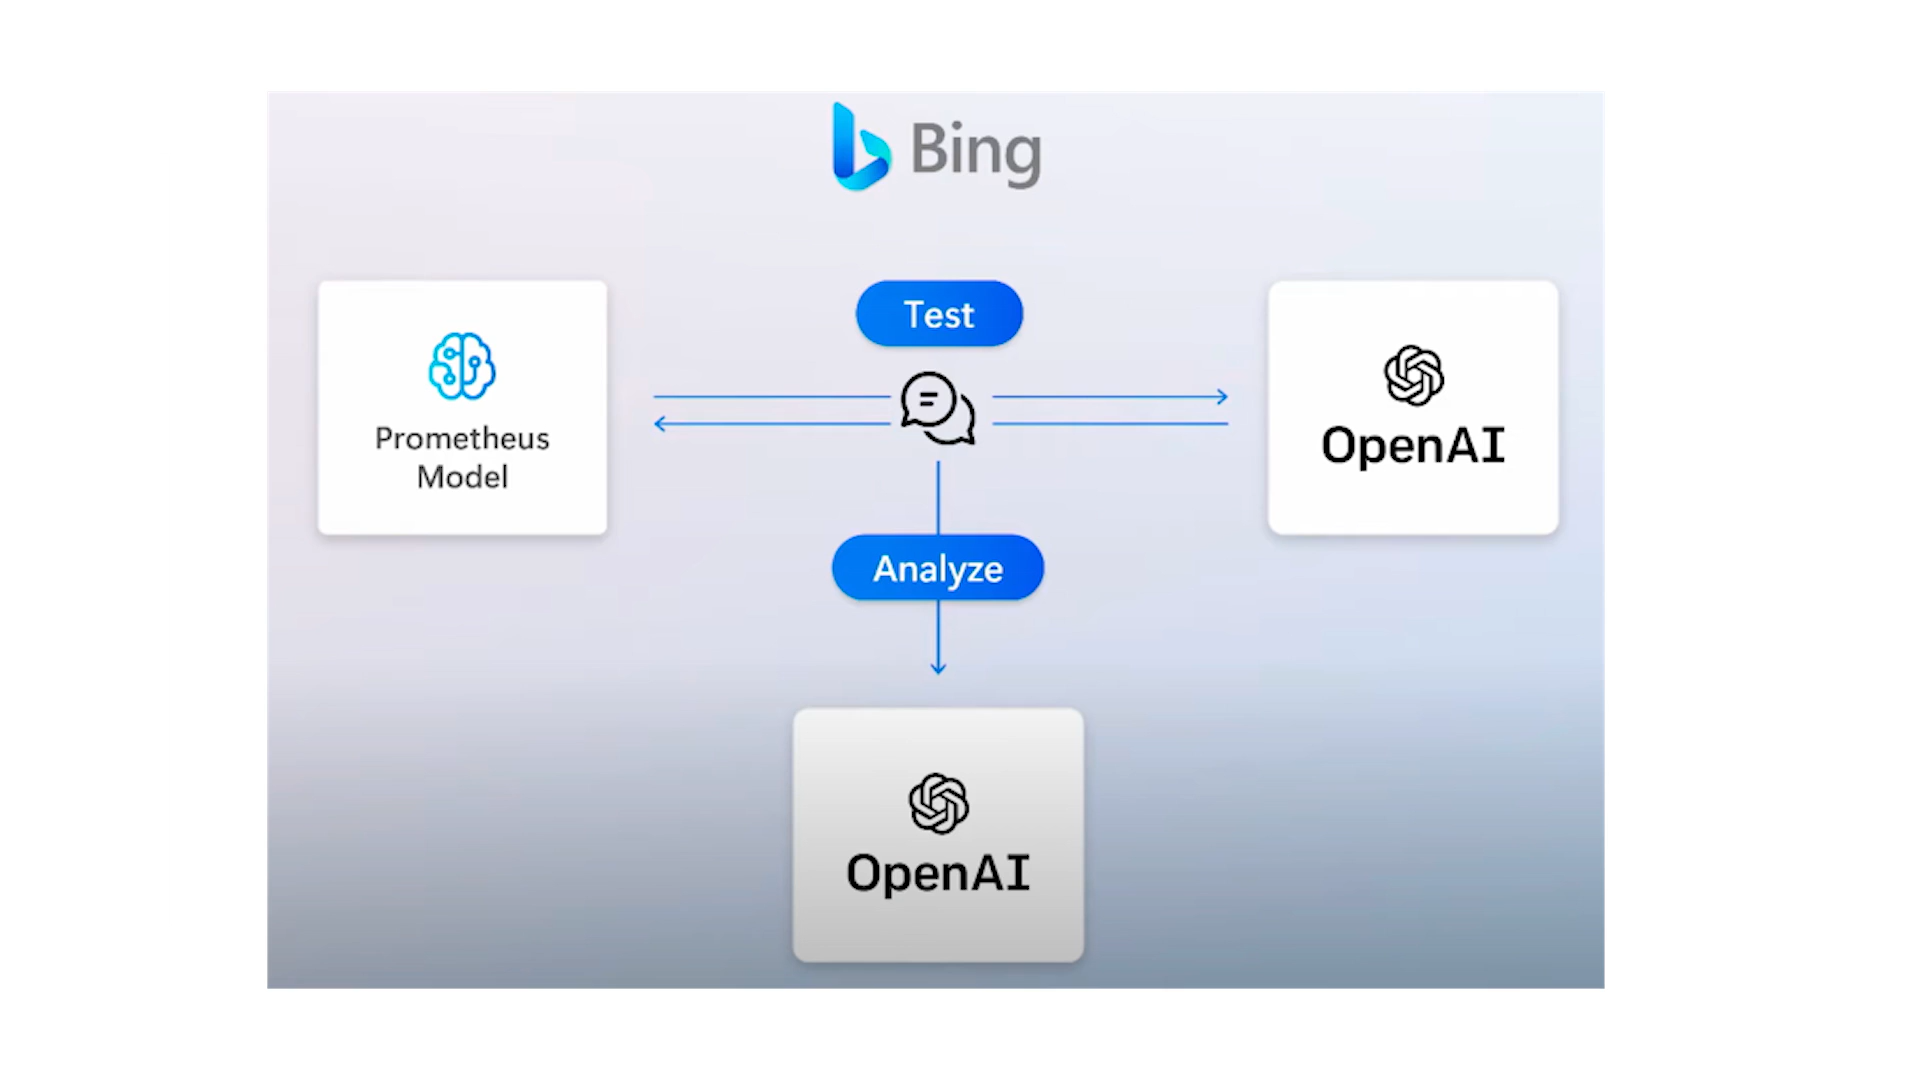 Bing
Test
Prometheus
Model
OpenAI
Analyze
OpenAI